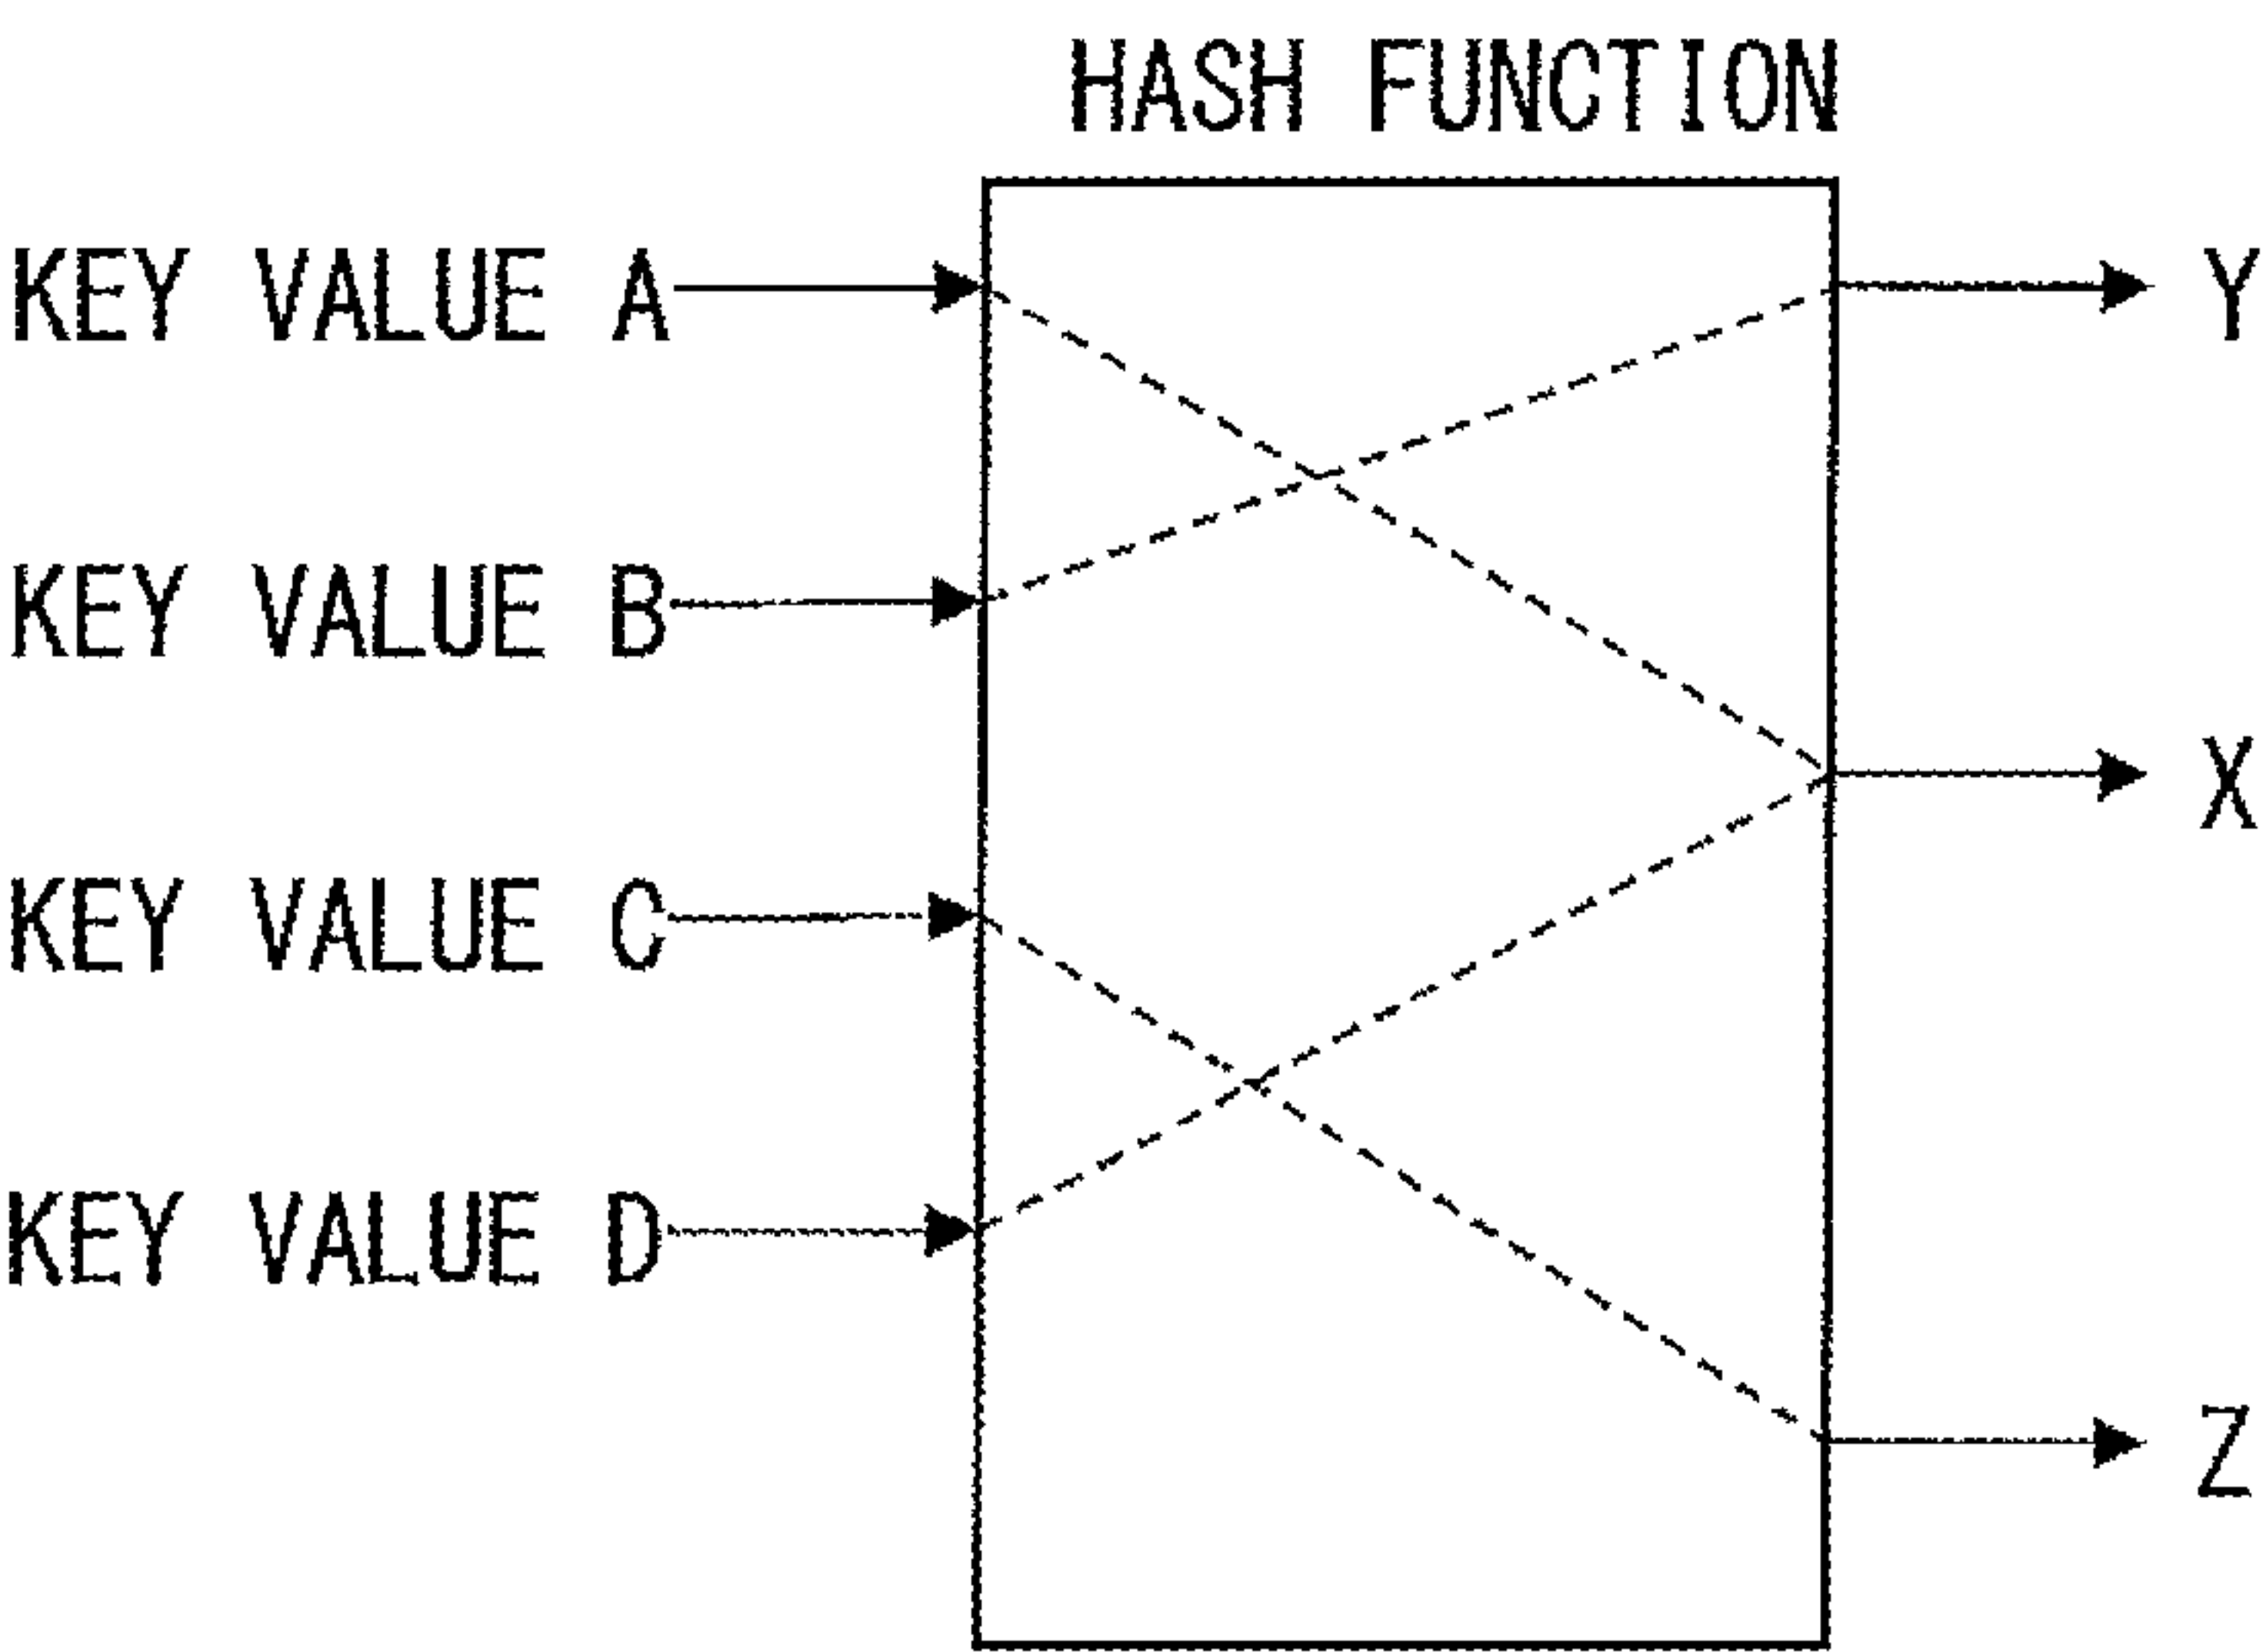 HASH FUNCTION
KEY VALUE A
Y
KEY VALUE B
X
KEY VALUE C
KEY VALUE D
Z